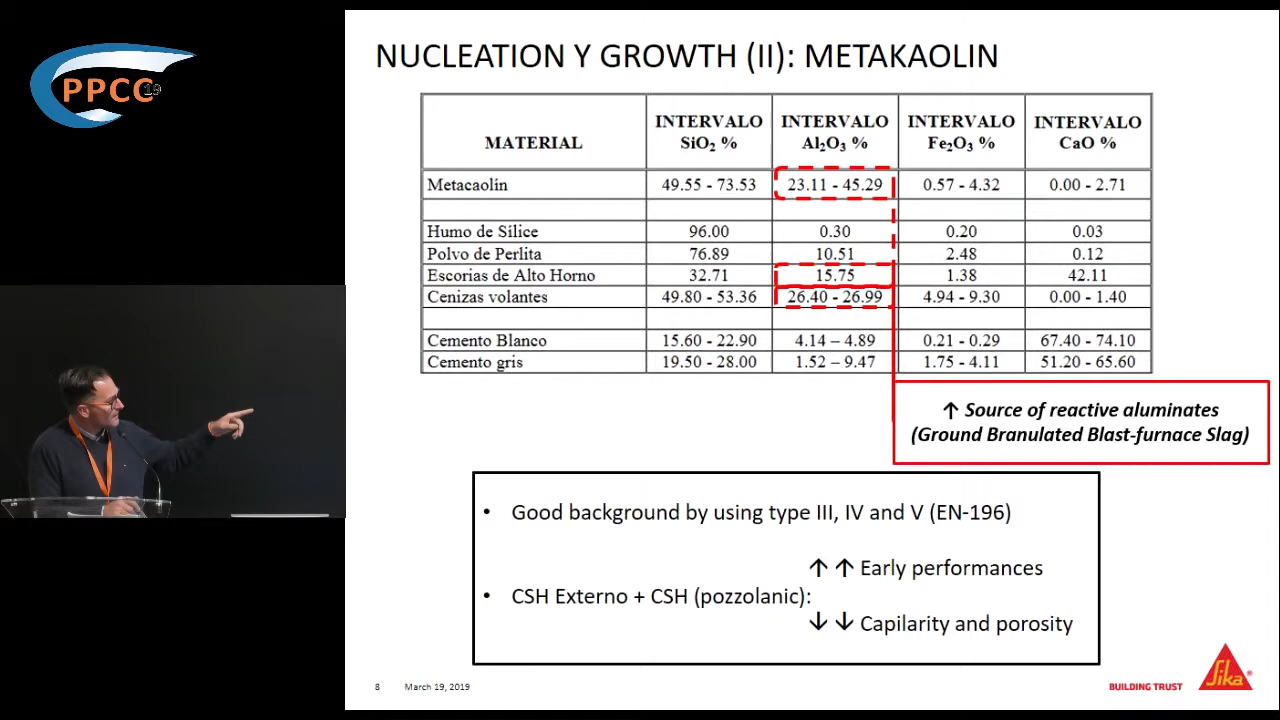 PPCC 19
NUCLEATION Y GROWTH (II): METAKAOLIN
MATERIAL INTERVALO SiO₂ % INTERVALO Al₂O₃ % INTERVALO Fe₂O₃ % INTERVALO CaO %
Metacaolín 49.55 - 73.53 23.11 - 45.29 0.57 - 4.32 0.00 - 2.71
Humo de Sílice 96.00 0.30 0.20 0.03
Polvo de Perlita 76.89 10.51 2.48 0.12
Escorias de Alto Horno 32.71 15.75 1.38 42.11
Cenizas volantes 49.80 - 53.36 26.40 - 26.99 4.94 - 9.30 0.00 - 1.40
Cemento Blanco 15.60 - 22.90 4.14 – 4.89 0.21 - 0.29 67.40 - 74.10
Cemento gris 19.50 - 28.00 1.52 – 9.47 1.75 - 4.11 51.20 - 65.60
↑ Source of reactive aluminates
(Ground Branulated Blast-furnace Slag)
• Good background by using type III, IV and V (EN-196)
↑ ↑ Early performances
• CSH Externo + CSH (pozzolanic):
↓ ↓ Capilarity and porosity
8 March 19, 2019
BUILDING TRUST
Sika®